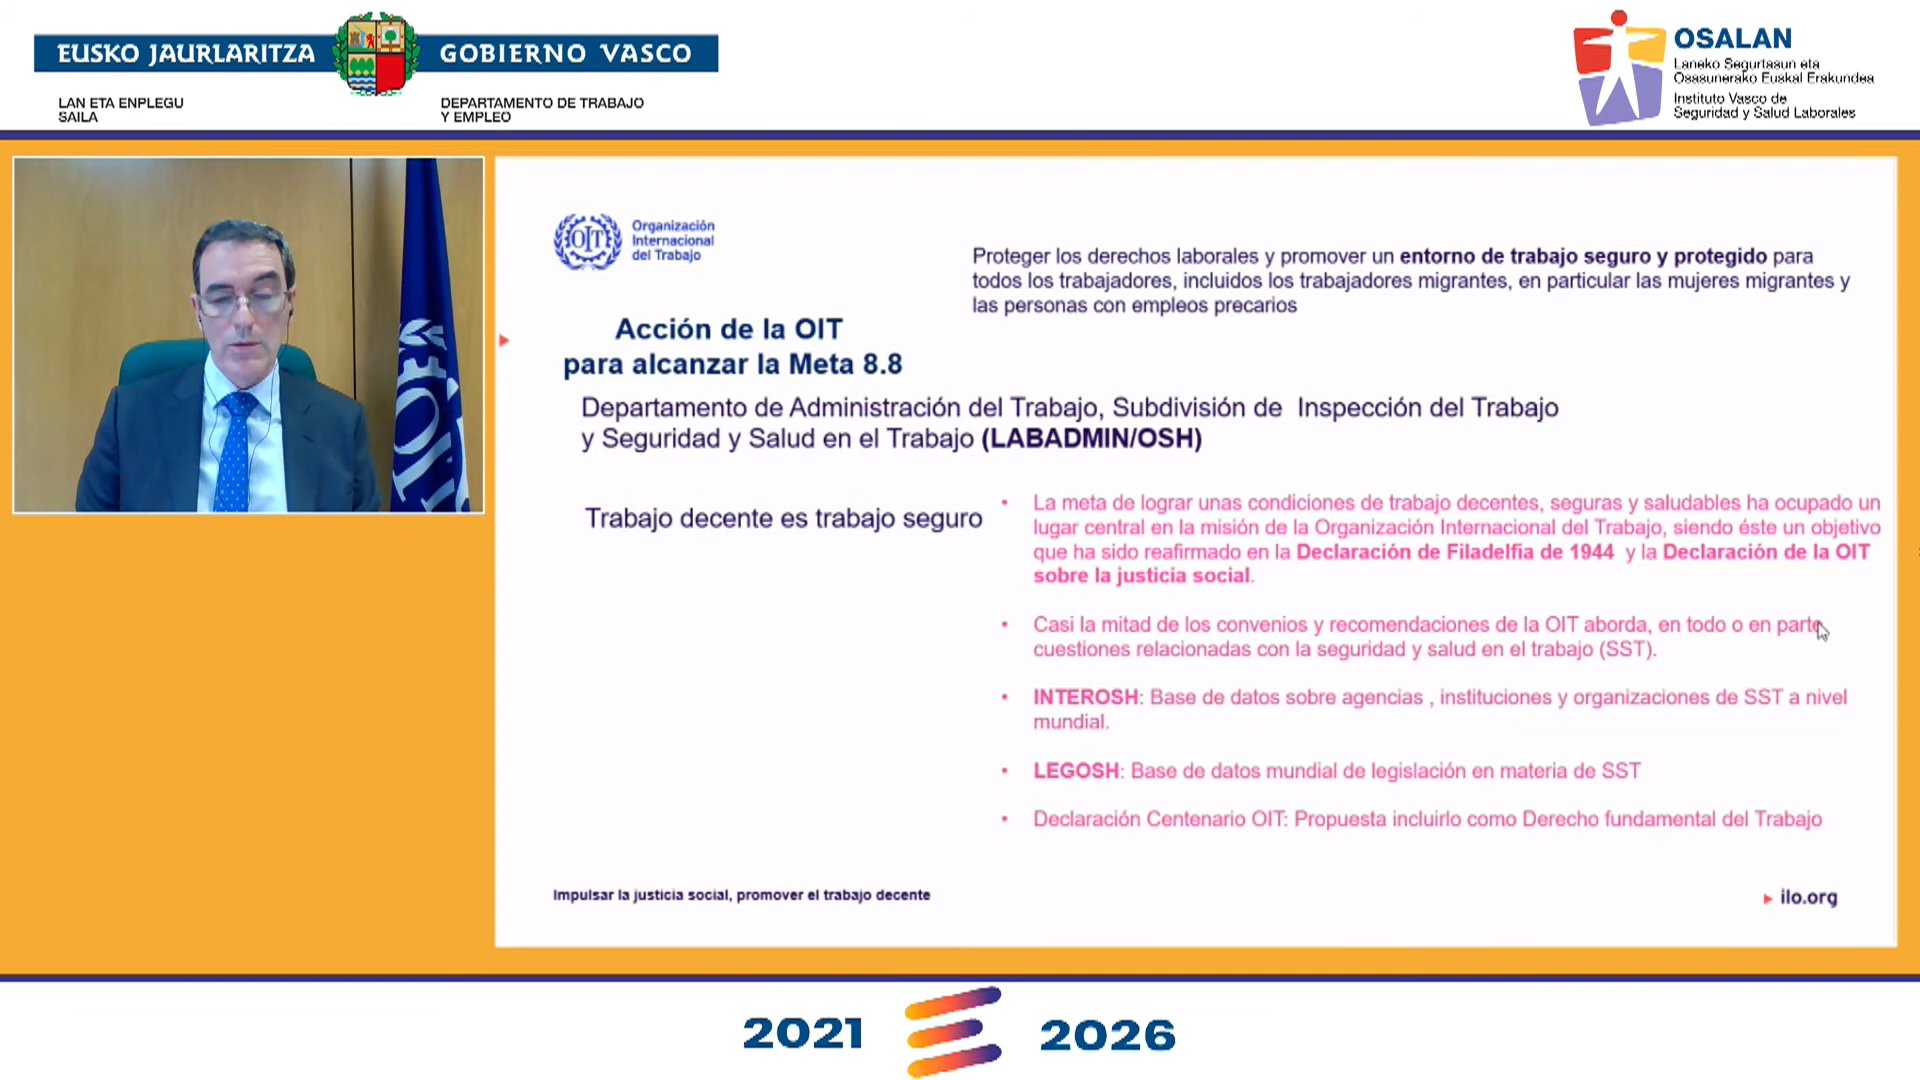 EUSKO JAURLARITZA
GOBIERNO VASCO
LAN ETA ENPLEGU
SAILA
DEPARTAMENTO DE TRABAJO
Y EMPLEO
OSALAN
Laneko Segurtasun eta
Osasunerako Euskal Erakundea
Instituto Vasco de
Seguridad y Salud Laborales
OIT
Organización
Internacional
del Trabajo
Proteger los derechos laborales y promover un entorno de trabajo seguro y protegido para
todos los trabajadores, incluidos los trabajadores migrantes, en particular las mujeres migrantes y
las personas con empleos precarios
Acción de la OIT
para alcanzar la Meta 8.8
Departamento de Administración del Trabajo, Subdivisión de Inspección del Trabajo
y Seguridad y Salud en el Trabajo (LABADMIN/OSH)
Trabajo decente es trabajo seguro
• La meta de lograr unas condiciones de trabajo decentes, seguras y saludables ha ocupado un
lugar central en la misión de la Organización Internacional del Trabajo, siendo éste un objetivo
que ha sido reafirmado en la Declaración de Filadelfia de 1944 y la Declaración de la OIT
sobre la justicia social.
• Casi la mitad de los convenios y recomendaciones de la OIT aborda, en todo o en parte
cuestiones relacionadas con la seguridad y salud en el trabajo (SST).
• INTEROSH: Base de datos sobre agencias , instituciones y organizaciones de SST a nivel
mundial.
• LEGOSH: Base de datos mundial de legislación en materia de SST
• Declaración Centenario OIT: Propuesta incluirlo como Derecho fundamental del Trabajo
Impulsar la justicia social, promover el trabajo decente
ilo.org
2021
2026